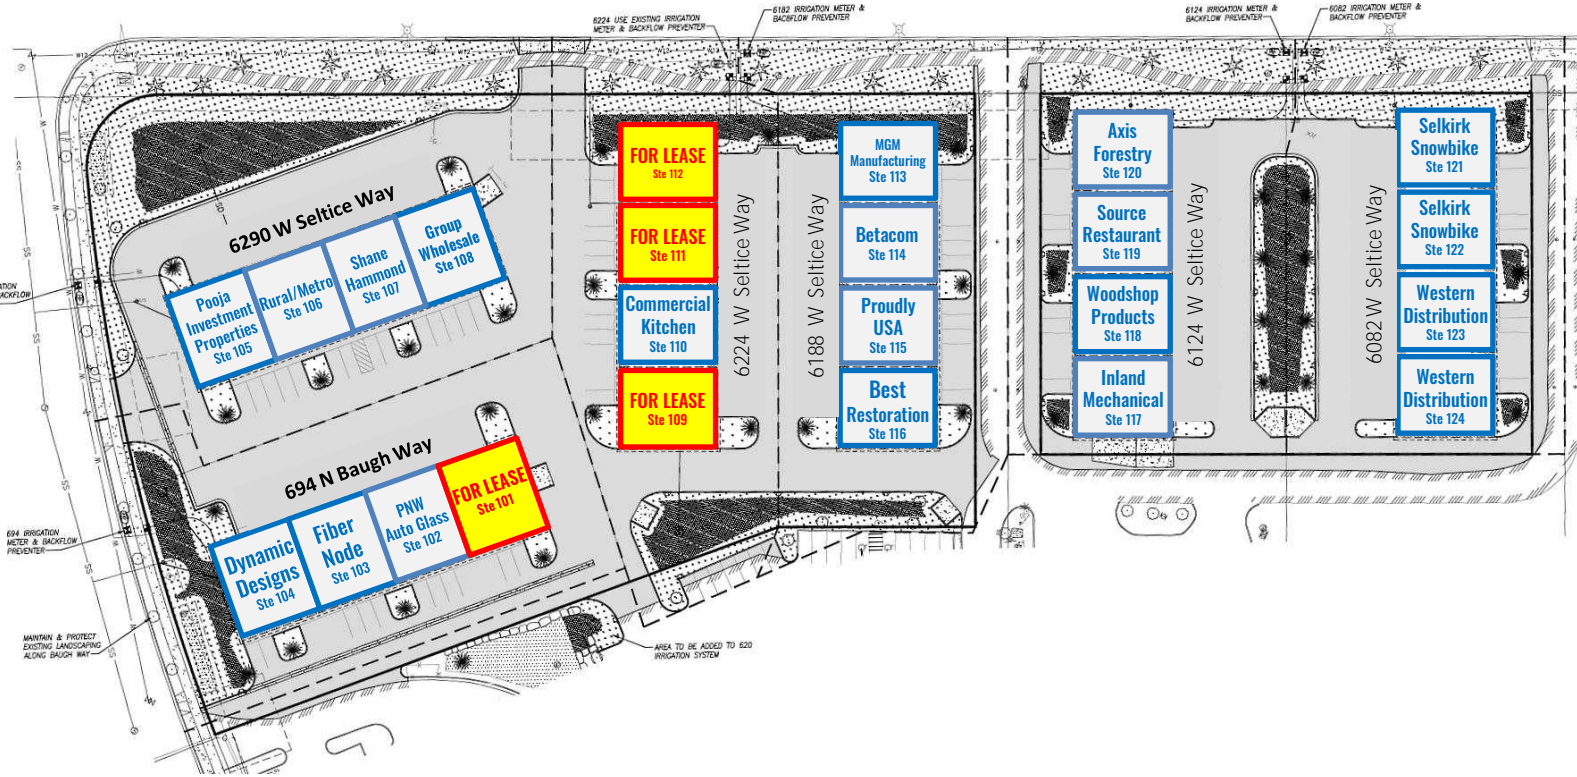 6224 USE EXISTING IRRIGATION
METER & BACKFLOW PREVENTER
6182 IRRIGATION METER &
BACBFLOW PREVENTER
6124 IRRIGATION METER &
BACKFLOW PREVENTER
6082 IRRIGATION METER &
BACKFLOW PREVENTER
6290 W Seltice Way
Pooja
Investment
Properties
Ste 105
Rural/Metro
Ste 106
Shane
Hammond
Ste 107
Group
Wholesale
Ste 108
694 N Baugh Way
Dynamic
Designs
Ste 104
Fiber
Node
Ste 103
PNW
Auto Glass
Ste 102
FOR LEASE
Ste 101
FOR LEASE
Ste 112
FOR LEASE
Ste 111
Commercial
Kitchen
Ste 110
FOR LEASE
Ste 109
6224 W Seltice Way
6188 W Seltice Way
MGM
Manufacturing
Ste 113
Betacom
Ste 114
Proudly
USA
Ste 115
Best
Restoration
Ste 116
Axis
Forestry
Ste 120
Source
Restaurant
Ste 119
Woodshop
Products
Ste 118
Inland
Mechanical
Ste 117
6124 W Seltice Way
6082 W Seltice Way
Selkirk
Snowbike
Ste 121
Selkirk
Snowbike
Ste 122
Western
Distribution
Ste 123
Western
Distribution
Ste 124
694 IRRIGATION
METER & BACKFLOW
PREVENTER
MAINTAIN & PROTECT
EXISTING LANDSCAPING
ALONG BAUGH WAY
AREA TO BE ADDED TO 620
IRRIGATION SYSTEM
SD